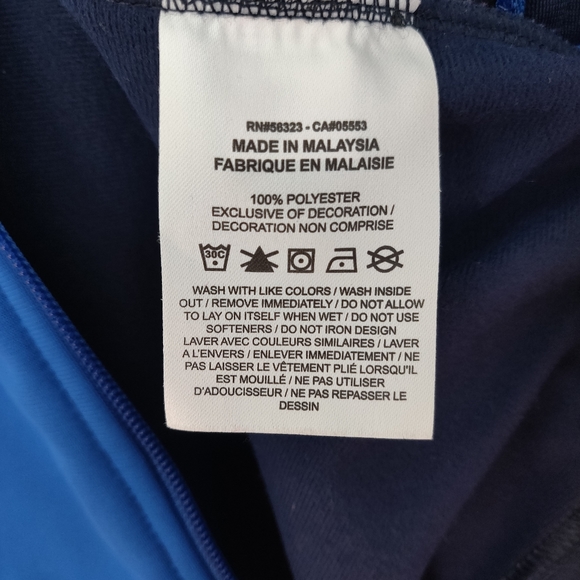 RN#56323 - CA#05553
MADE IN MALAYSIA
FABRIQUE EN MALAISIE
100% POLYESTER
EXCLUSIVE OF DECORATION /
DECORATION NON COMPRISE
30C
WASH WITH LIKE COLORS / WASH INSIDE
OUT / REMOVE IMMEDIATELY / DO NOT ALLOW
TO LAY ON ITSELF WHEN WET / DO NOT USE
SOFTENERS / DO NOT IRON DESIGN
LAVER AVEC COULEURS SIMILAIRES / LAVER
A L'ENVERS / ENLEVER IMMEDIATEMENT / NE
PAS LAISSER LE VÊTEMENT PLIÉ LORSQU'IL
EST MOUILLÉ / NE PAS UTILISER
D'ADOUCISSEUR / NE PAS REPASSER LE
DESSIN